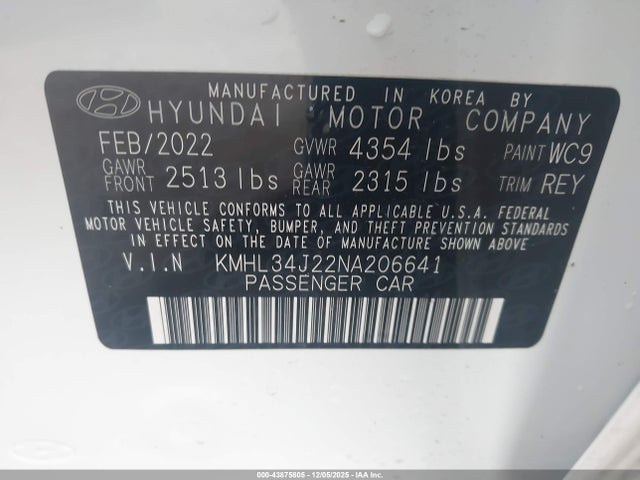 MANUFACTURED IN KOREA BY
HYUNDAI MOTOR COMPANY
FEB/2022 GVWR 4354 lbs PAINT WC9
GAWR FRONT 2513 lbs GAWR REAR 2315 lbs TRIM REY
THIS VEHICLE CONFORMS TO ALL APPLICABLE U.S.A. FEDERAL
MOTOR VEHICLE SAFETY, BUMPER, AND THEFT PREVENTION STANDARDS
IN EFFECT ON THE DATE OF MANUFACTURE SHOWN ABOVE.
V.I.N KMHL34J22NA206641
PASSENGER CAR
000-43875805 - 12/05/2025 - IAA Inc.